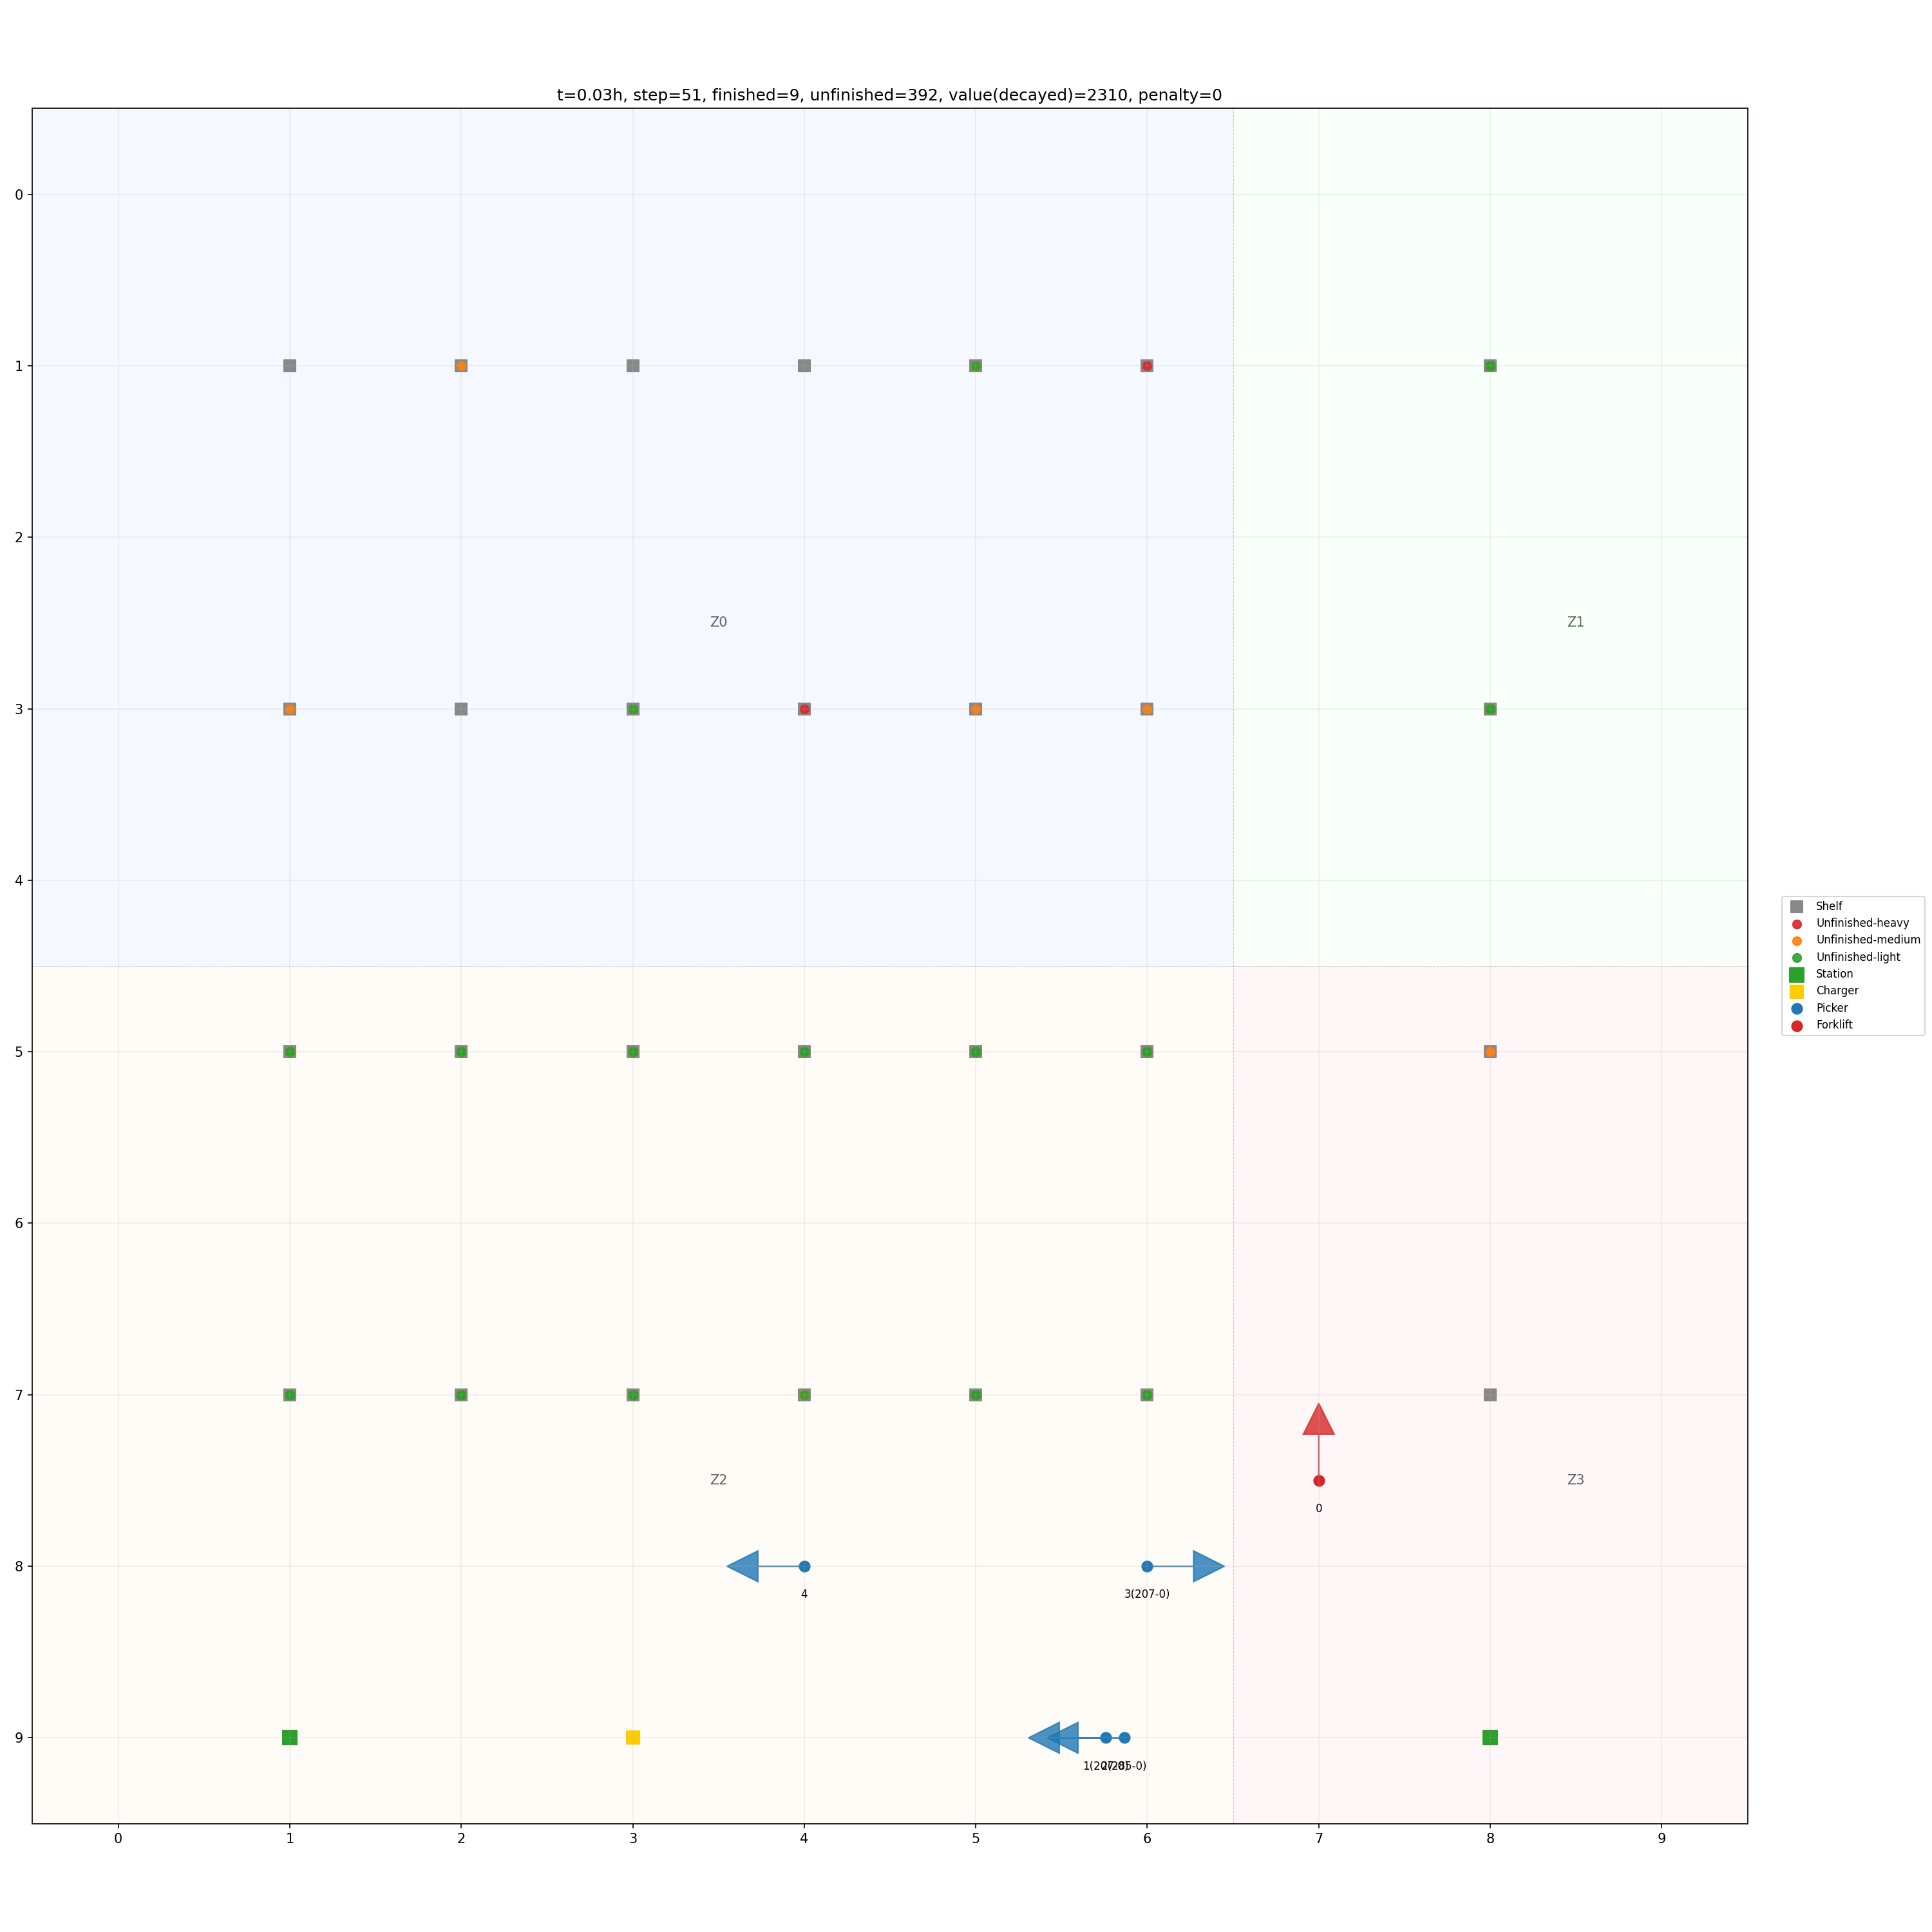 t=0.03h, step=51, finished=9, unfinished=392, value(decayed)=2310, penalty=0
0
1
2
Z0
Z1
3
4
Shelf
Unfinished-heavy
Unfinished-medium
Unfinished-light
Station
Charger
Picker
Forklift
5
6
7
Z2
Z3
0
8
4
3(207-0)
9
0
1
2
3
4
5
6
7
8
9